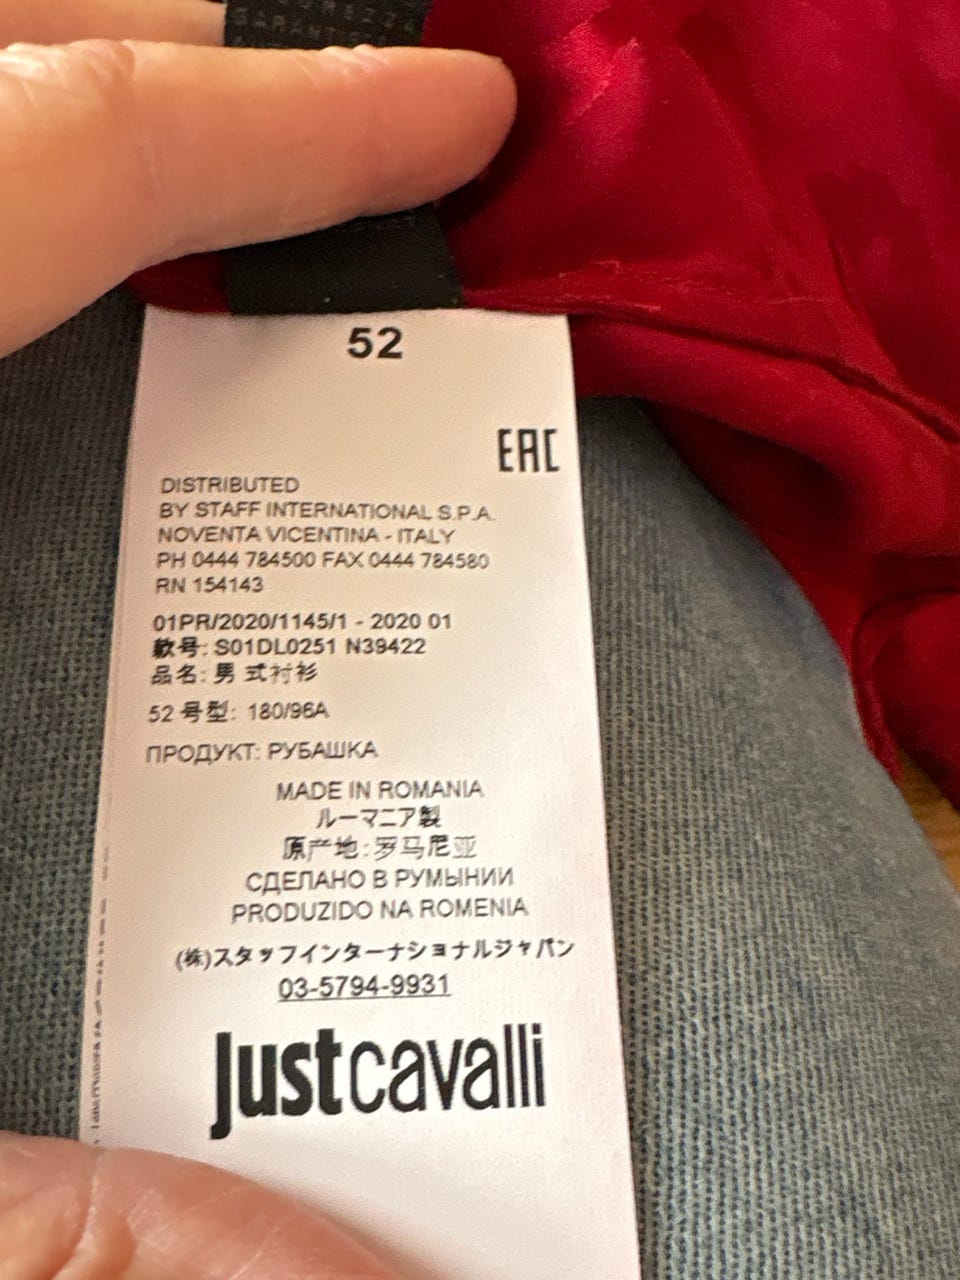 GARANTISCE
52
EAC
DISTRIBUTED
BY STAFF INTERNATIONAL S.P.A.
NOVENTA VICENTINA - ITALY
PH 0444 784500 FAX 0444 784580
RN 154143
01PR/2020/1145/1 - 2020 01
款号: S01DL0251 N39422
品名: 男 式衬衫
52 号型: 180/96A
ПРОДУКТ: РУБАШКА
MADE IN ROMANIA
ルーマニア製
原产地: 罗马尼亚
СДЕЛАНО В РУМЫНИИ
PRODUZIDO NA ROMENIA
(株)スタッフインターナショナルジャパン
03-5794-9931
Justcavalli